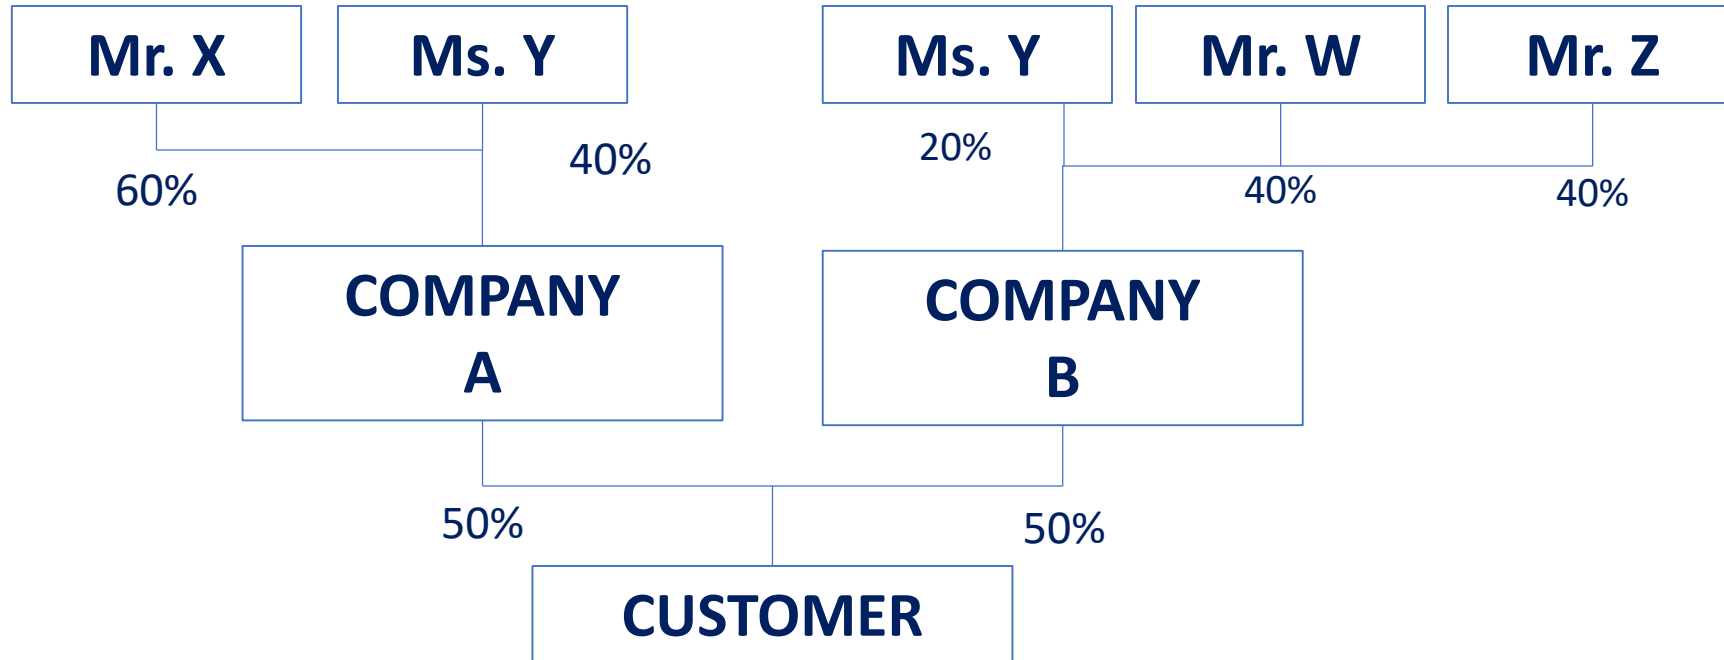 Mr. X
Ms. Y
Ms. Y
Mr. W
Mr. Z
60%
40%
20%
40%
40%
COMPANY
A
COMPANY
B
50%
50%
CUSTOMER